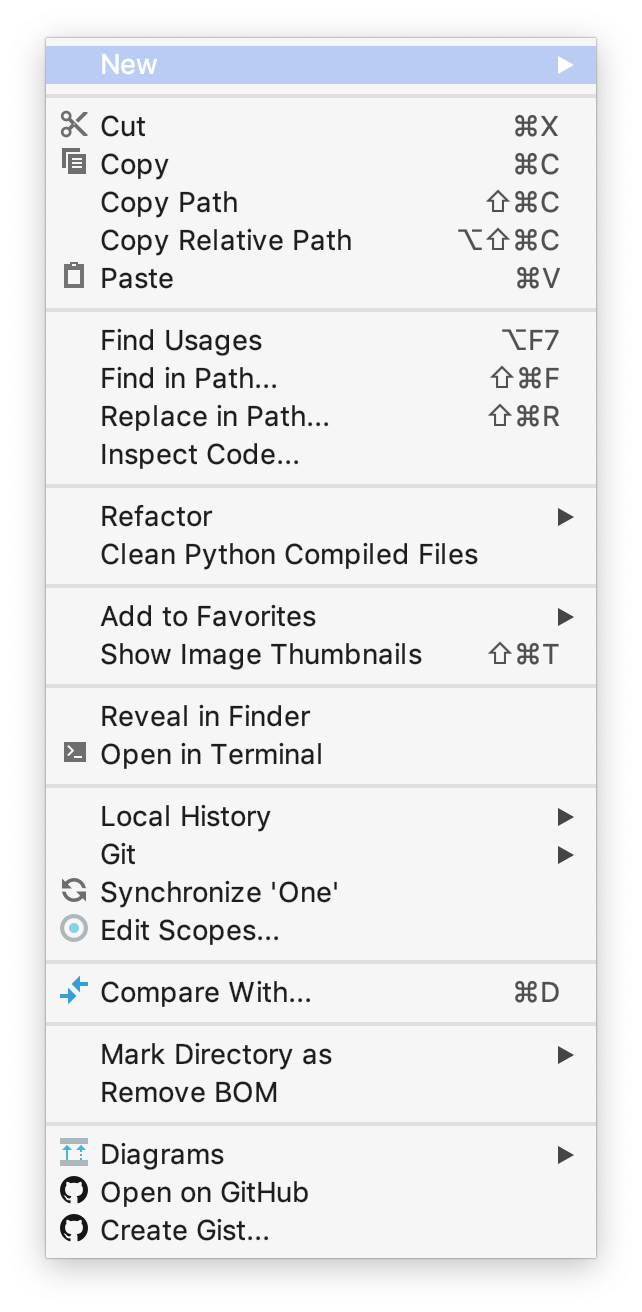 New
Cut ⌘X
Copy ⌘C
Copy Path ⇧⌘C
Copy Relative Path ⌥⇧⌘C
Paste ⌘V
Find Usages ⌥F7
Find in Path... ⇧⌘F
Replace in Path... ⇧⌘R
Inspect Code...
Refactor
Clean Python Compiled Files
Add to Favorites
Show Image Thumbnails ⇧⌘T
Reveal in Finder
Open in Terminal
Local History
Git
Synchronize 'One'
Edit Scopes...
Compare With... ⌘D
Mark Directory as
Remove BOM
Diagrams
Open on GitHub
Create Gist...